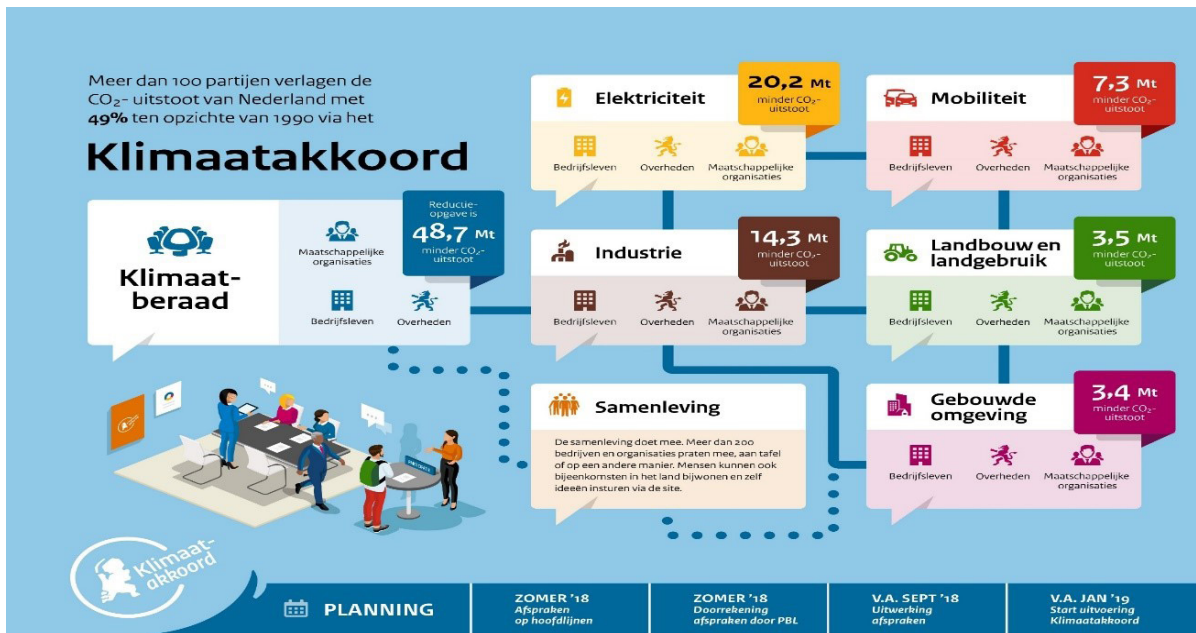 Meer dan 100 partijen verlagen de
CO₂- uitstoot van Nederland met
49% ten opzichte van 1990 via het
Klimaatakkoord
Klimaat-
beraad
Maatschappelijke
organisaties
Bedrijfsleven
Overheden
Reductie-
opgave is
48,7 Mt
minder CO₂-
uitstoot
Elektriciteit
20,2 Mt
minder CO₂-
uitstoot
Bedrijfsleven
Overheden
Maatschappelijke
organisaties
Mobiliteit
7,3 Mt
minder CO₂-
uitstoot
Bedrijfsleven
Overheden
Maatschappelijke
organisaties
Industrie
14,3 Mt
minder CO₂-
uitstoot
Bedrijfsleven
Overheden
Maatschappelijke
organisaties
Landbouw en
landgebruik
3,5 Mt
minder CO₂-
uitstoot
Bedrijfsleven
Overheden
Maatschappelijke
organisaties
Samenleving
De samenleving doet mee. Meer dan 200
bedrijven en organisaties praten mee, aan tafel
of op een andere manier. Mensen kunnen ook
bijeenkomsten in het land bijwonen en zelf
ideeën insturen via de site.
Gebouwde
omgeving
3,4 Mt
minder CO₂-
uitstoot
Bedrijfsleven
Overheden
Maatschappelijke
organisaties
Klimaat-
akkoord
PLANNING
ZOMER '18
Afspraken
op hoofdlijnen
ZOMER '18
Doorrekening
afspraken door PBL
V.A. SEPT '18
Uitwerking
afspraken
V.A. JAN '19
Start uitvoering
Klimaatakkoord